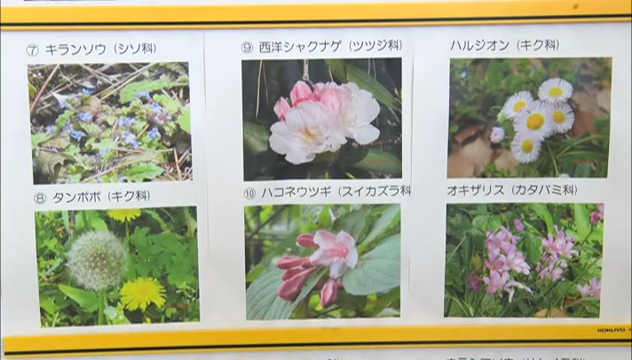 ⑦ キランソウ (シソ科)
⑨ 西洋シャクナゲ (ツツジ科)
ハルジオン (キク科)
⑧ タンポポ (キク科)
⑩ ハコネウツギ (スイカズラ科
オキザリス (カタバミ科)
KOKUYO